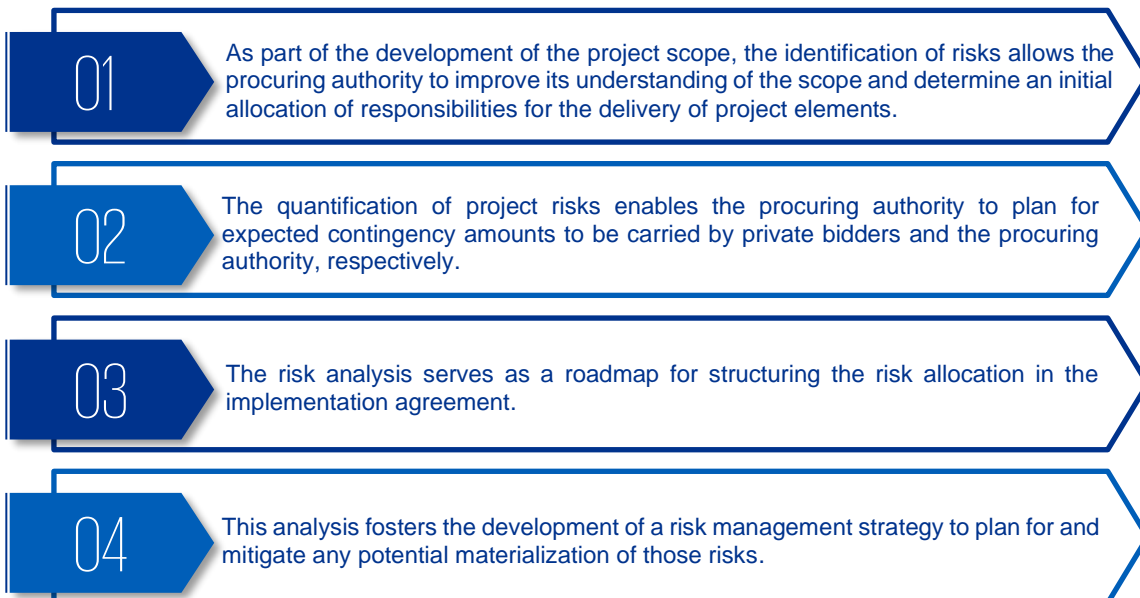 01
As part of the development of the project scope, the identification of risks allows the
procuring authority to improve its understanding of the scope and determine an initial
allocation of responsibilities for the delivery of project elements.
02
The quantification of project risks enables the procuring authority to plan for
expected contingency amounts to be carried by private bidders and the procuring
authority, respectively.
03
The risk analysis serves as a roadmap for structuring the risk allocation in the
implementation agreement.
04
This analysis fosters the development of a risk management strategy to plan for and
mitigate any potential materialization of those risks.